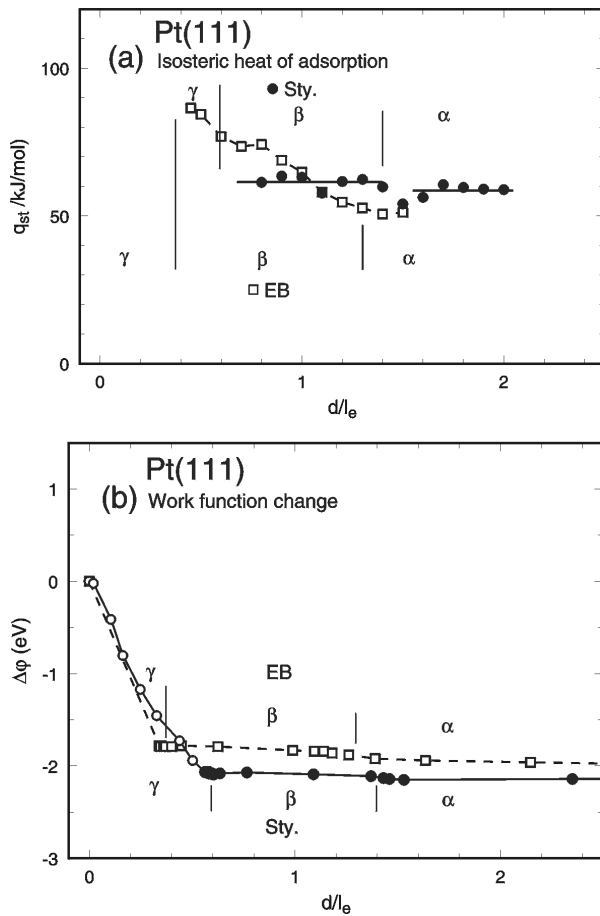 Pt(111)
(a) Isosteric heat of adsorption
100
50
0
q_st /kJ/mol
γ
● Sty.
β
α
γ
β
α
□ EB
0
1
2
d/l_e
Pt(111)
(b) Work function change
1
0
-1
-2
-3
Δφ (eV)
γ
EB
β
α
γ
β
α
Sty.
0
1
2
d/l_e